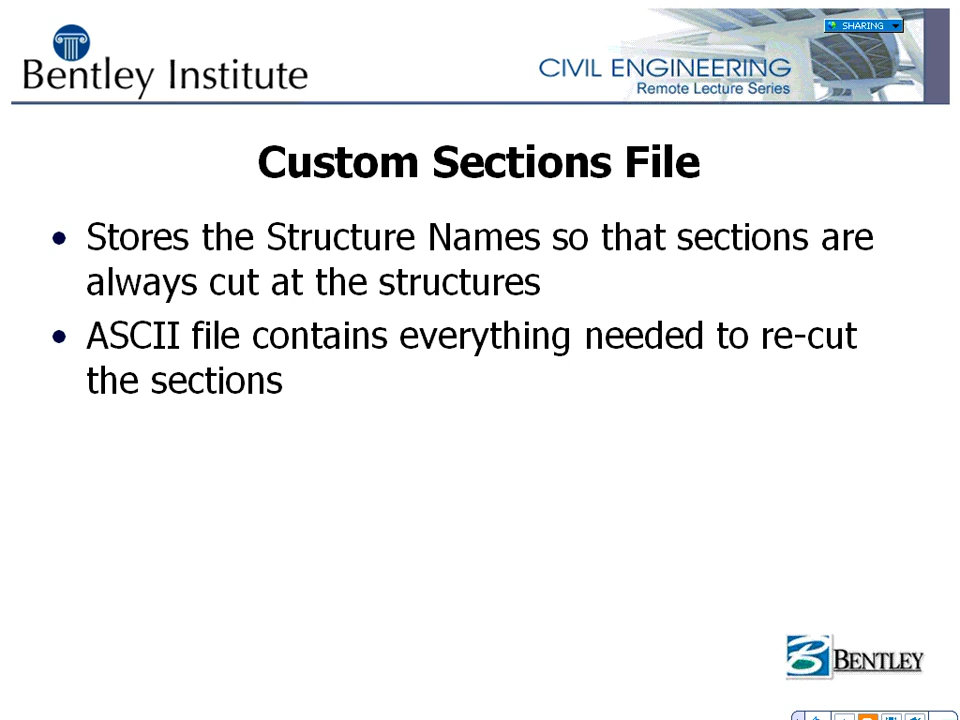 SHARING
Bentley Institute
CIVIL ENGINEERING
Remote Lecture Series
Custom Sections File
• Stores the Structure Names so that sections are
always cut at the structures
• ASCII file contains everything needed to re-cut
the sections
BENTLEY